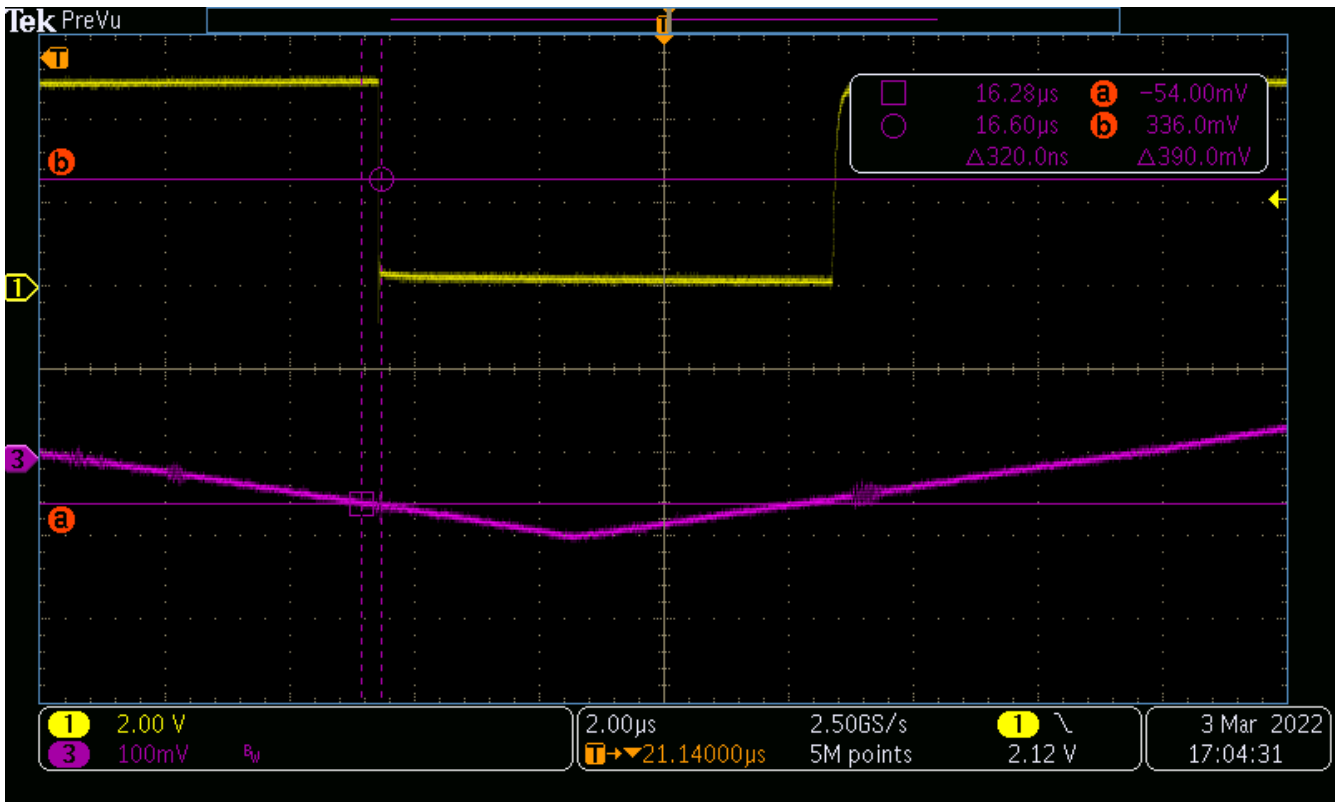 Tek PreVu
T
T
16.28µs a -54.00mV
16.60µs b 336.0mV
△320.0ns △390.0mV
b
1
3
a
1 2.00 V 2.00µs 2.50GS/s 1 3 Mar 2022
3 100mV BW T→▼21.14000µs 5M points 2.12 V 17:04:31